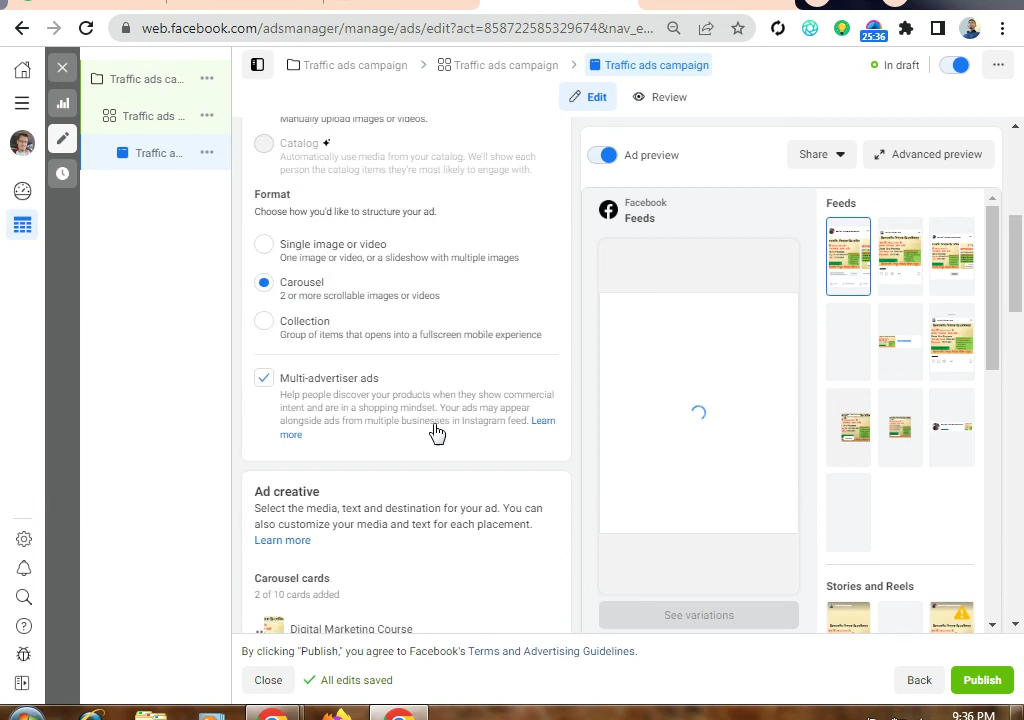 web.facebook.com/adsmanager/manage/ads/edit?act=858722585329674&nav_e...
25:36
Traffic ads ca...
Traffic ads ...
Traffic a...
Traffic ads campaign
Traffic ads campaign
Traffic ads campaign
In draft
Edit
Review
Manually upload images or videos.
Catalog
Automatically use media from your catalog. We'll show each
person the catalog items they're most likely to engage with.
Format
Choose how you'd like to structure your ad.
Single image or video
One image or video, or a slideshow with multiple images
Carousel
2 or more scrollable images or videos
Collection
Group of items that opens into a fullscreen mobile experience
Multi-advertiser ads
Help people discover your products when they show commercial
intent and are in a shopping mindset. Your ads may appear
alongside ads from multiple businesses in Instagram feed. Learn
more
Ad creative
Select the media, text and destination for your ad. You can
also customize your media and text for each placement.
Learn more
Carousel cards
2 of 10 cards added
Digital Marketing Course
Ad preview
Share
Advanced preview
Facebook
Feeds
See variations
Feeds
Stories and Reels
By clicking "Publish," you agree to Facebook's Terms and Advertising Guidelines.
Close
All edits saved
Back
Publish
9:36 PM